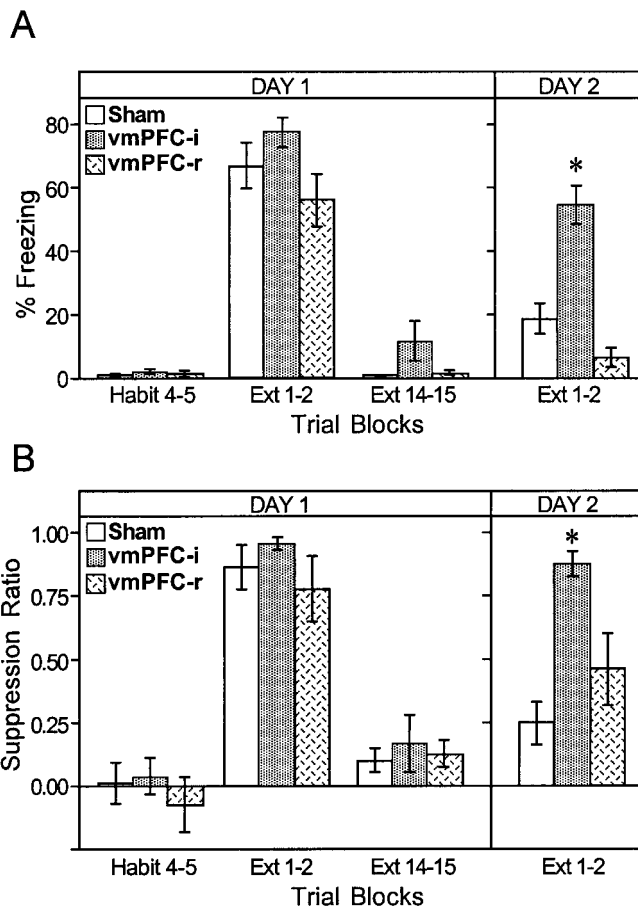 A
DAY 1 DAY 2
Sham
vmPFC-i
vmPFC-r
80
60
40
20
0
% Freezing
*
Habit 4-5 Ext 1-2 Ext 14-15 Ext 1-2
Trial Blocks
B
DAY 1 DAY 2
Sham
vmPFC-i
vmPFC-r
1.00
0.75
0.50
0.25
0.00
Suppression Ratio
*
Habit 4-5 Ext 1-2 Ext 14-15 Ext 1-2
Trial Blocks